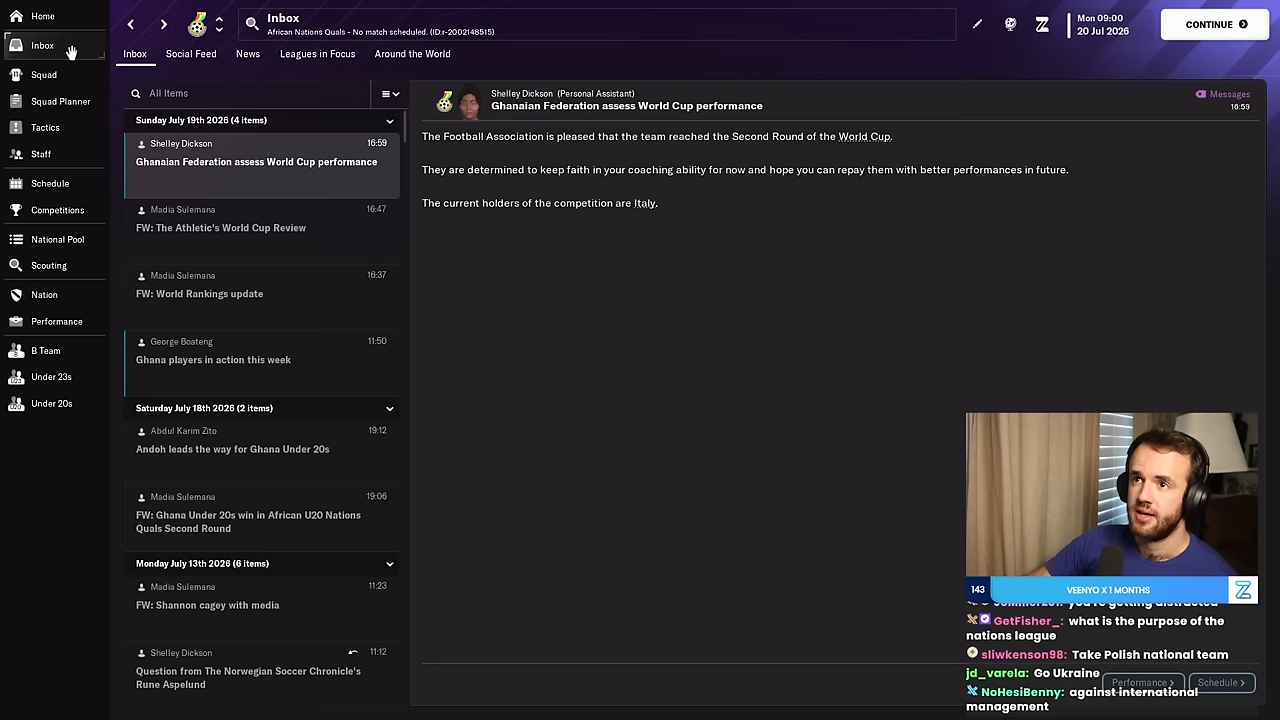 Home
Inbox
Squad
Squad Planner
Tactics
Staff
Schedule
Competitions
National Pool
Scouting
Nation
Performance
B Team
Under 23s
Under 20s
Inbox
African Nations Quals - No match scheduled. (ID:r-2002148515)
Mon 09:00
20 Jul 2026
CONTINUE
Inbox
Social Feed
News
Leagues in Focus
Around the World
All Items
Sunday July 19th 2026 (4 items)
Shelley Dickson
16:59
Ghanaian Federation assess World Cup performance
Madia Sulemana
16:47
FW: The Athletic's World Cup Review
Madia Sulemana
16:37
FW: World Rankings update
George Boateng
11:50
Ghana players in action this week
Saturday July 18th 2026 (2 items)
Abdul Karim Zito
19:12
Andoh leads the way for Ghana Under 20s
Madia Sulemana
19:06
FW: Ghana Under 20s win in African U20 Nations
Quals Second Round
Monday July 13th 2026 (6 items)
Madia Sulemana
11:23
FW: Shannon cagey with media
Shelley Dickson
11:12
Question from The Norwegian Soccer Chronicle's
Rune Aspelund
Shelley Dickson (Personal Assistant)
Ghanaian Federation assess World Cup performance
Messages
16:59
The Football Association is pleased that the team reached the Second Round of the World Cup.
They are determined to keep faith in your coaching ability for now and hope you can repay them with better performances in future.
The current holders of the competition are Italy.
143
VEENYO X 1 MONTHS
you're getting distracted
GetFisher_: what is the purpose of the
nations league
sliwkenson98: Take Polish national team
jd_varela: Go Ukraine
NoHesiBenny: against international
management
Performance
Schedule